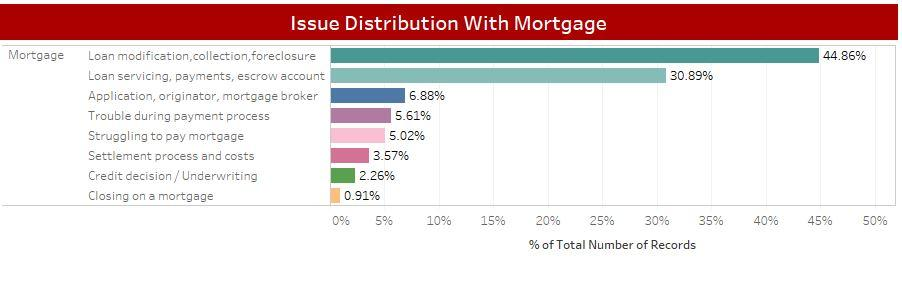 Issue Distribution With Mortgage
Mortgage
Loan modification,collection,foreclosure 44.86%
Loan servicing, payments, escrow account 30.89%
Application, originator, mortgage broker 6.88%
Trouble during payment process 5.61%
Struggling to pay mortgage 5.02%
Settlement process and costs 3.57%
Credit decision / Underwriting 2.26%
Closing on a mortgage 0.91%
0% 5% 10% 15% 20% 25% 30% 35% 40% 45% 50%
% of Total Number of Records